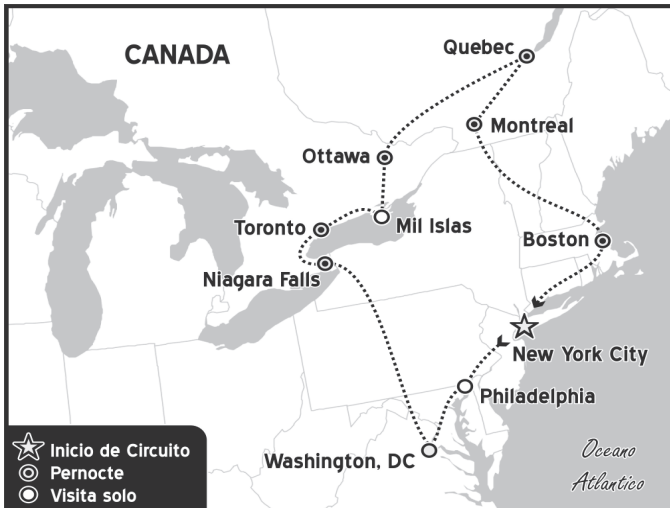 CANADA
Quebec
Montreal
Ottawa
Mil Islas
Toronto
Boston
Niagara Falls
New York City
Philadelphia
Washington, DC
Inicio de Circuito
Pernocte
Visita solo
Oceano
Atlantico